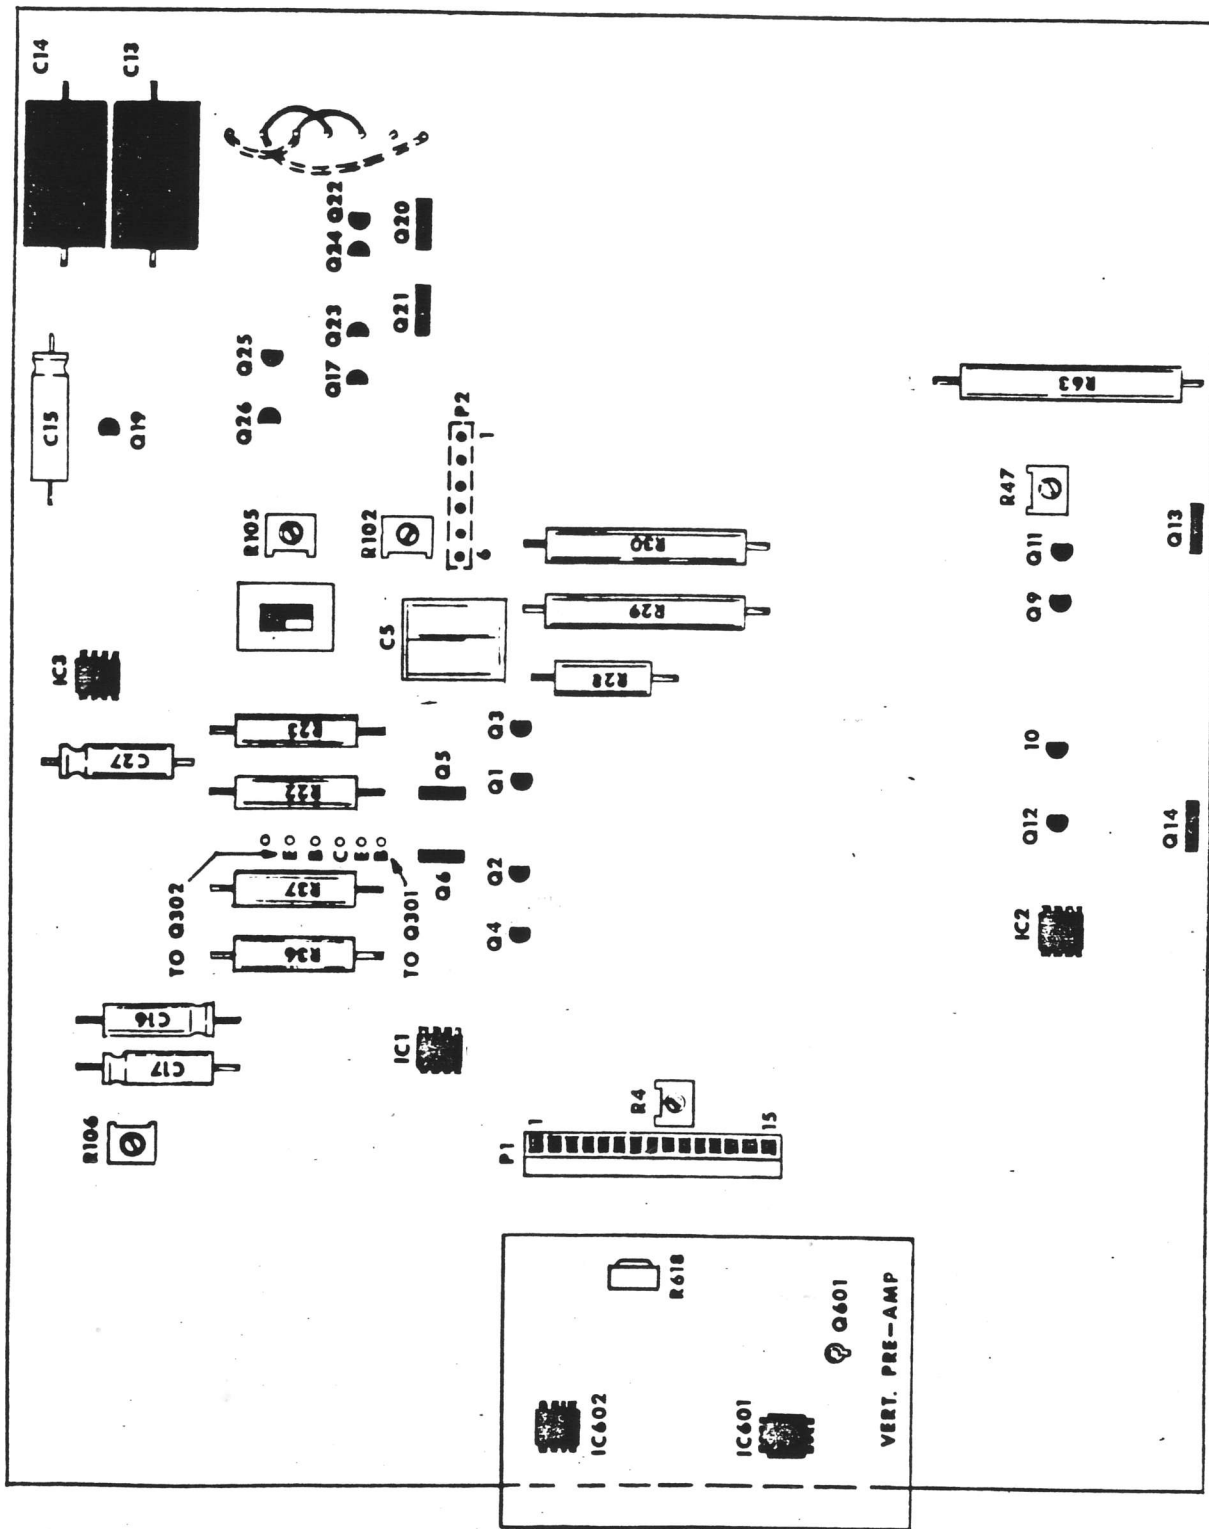 C14
C13
C15
Q19
Q22
Q24
Q20
Q23
Q21
Q25
Q17
Q26
P2
1
6
R105
R102
R63
R47
Q13
Q11
Q9
R30
R29
R28
C5
IC3
C27
R23
R22
Q5
Q3
Q1
E
B
C
E
B
TO Q302
R37
Q6
Q2
TO Q301
R36
Q4
10
Q12
Q14
IC2
C16
C17
IC1
R106
R4
P1
1
15
R618
Q601
IC602
IC601
VERT. PRE-AMP